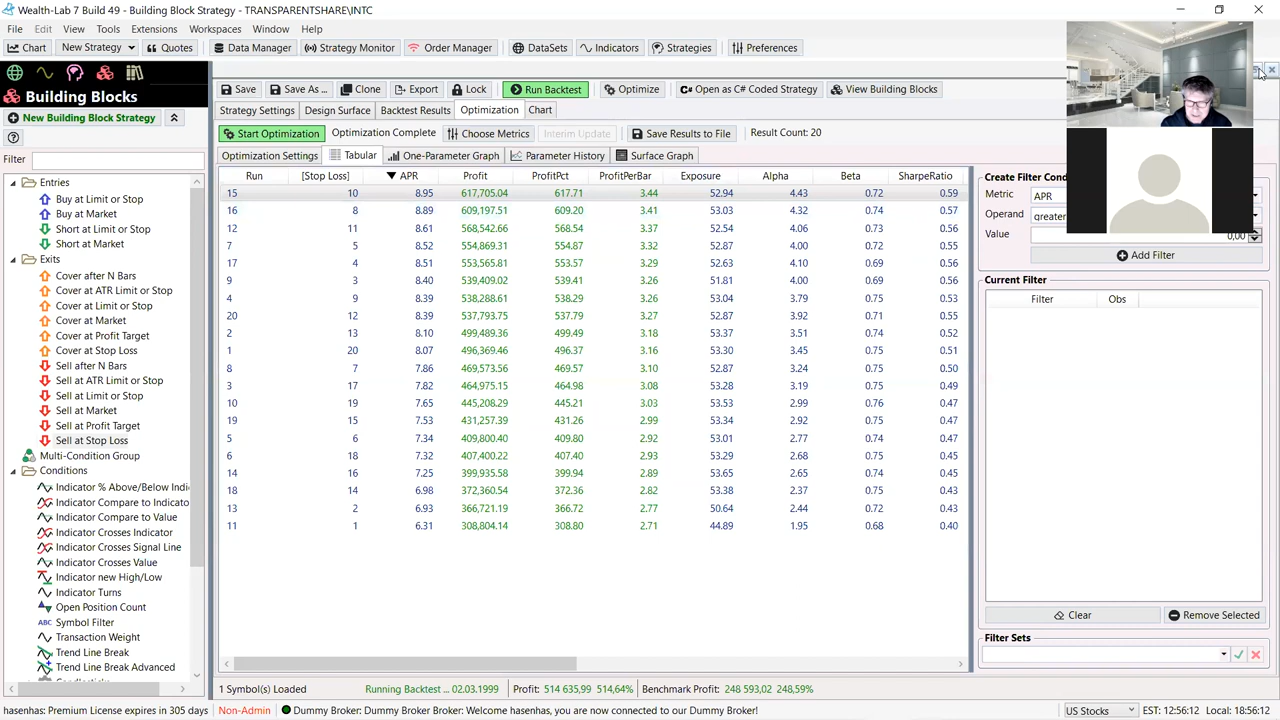 Wealth-Lab 7 Build 49 - Building Block Strategy - TRANSPARENTSHARE\INTC
File Edit View Tools Extensions Workspaces Window Help
Chart New Strategy Quotes Data Manager Strategy Monitor Order Manager DataSets Indicators Strategies Preferences
Building Blocks
New Building Block Strategy
Filter
Entries
Buy at Limit or Stop
Buy at Market
Short at Limit or Stop
Short at Market
Exits
Cover after N Bars
Cover at ATR Limit or Stop
Cover at Limit or Stop
Cover at Market
Cover at Profit Target
Cover at Stop Loss
Sell after N Bars
Sell at ATR Limit or Stop
Sell at Limit or Stop
Sell at Market
Sell at Profit Target
Sell at Stop Loss
Multi-Condition Group
Conditions
Indicator % Above/Below Indi
Indicator Compare to Indicato
Indicator Compare to Value
Indicator Crosses Indicator
Indicator Crosses Signal Line
Indicator Crosses Value
Indicator new High/Low
Indicator Turns
Open Position Count
ABC Symbol Filter
Transaction Weight
Trend Line Break
Trend Line Break Advanced
Save Save As ... Clone Export Lock Run Backtest Optimize Open as C# Coded Strategy View Building Blocks
Strategy Settings Design Surface Backtest Results Optimization Chart
Start Optimization Optimization Complete Choose Metrics Interim Update Save Results to File Result Count: 20
Optimization Settings Tabular One-Parameter Graph Parameter History Surface Graph
Run [Stop Loss] APR Profit ProfitPct ProfitPerBar Exposure Alpha Beta SharpeRatio
15 10 8.95 617,705.04 617.71 3.44 52.94 4.43 0.72 0.59
16 8 8.89 609,197.51 609.20 3.41 53.03 4.32 0.74 0.57
12 11 8.61 568,542.66 568.54 3.37 52.54 4.06 0.73 0.56
7 5 8.52 554,869.31 554.87 3.32 52.87 4.00 0.72 0.55
17 4 8.51 553,565.81 553.57 3.29 52.63 4.10 0.70 0.56
9 3 8.40 539,409.02 539.41 3.26 51.81 4.00 0.69 0.56
4 9 8.39 538,288.61 538.29 3.26 53.04 3.79 0.75 0.53
20 12 8.39 537,793.75 537.79 3.27 52.87 3.92 0.71 0.55
2 13 8.10 499,489.36 499.49 3.18 53.37 3.51 0.74 0.52
1 20 8.07 496,369.46 496.37 3.16 53.30 3.45 0.75 0.51
8 7 7.86 469,573.56 469.57 3.10 52.87 3.24 0.75 0.50
3 17 7.82 464,975.15 464.98 3.08 53.28 3.19 0.75 0.49
10 19 7.65 445,208.29 445.21 3.03 53.53 2.99 0.76 0.47
19 15 7.53 431,257.39 431.26 2.99 53.34 2.92 0.75 0.47
5 6 7.34 409,800.40 409.80 2.92 53.01 2.77 0.74 0.47
6 18 7.32 407,400.22 407.40 2.93 53.25 2.68 0.75 0.45
14 16 7.25 399,935.58 399.94 2.89 53.65 2.65 0.74 0.45
18 14 6.98 372,360.54 372.36 2.82 53.38 2.37 0.75 0.43
13 2 6.93 366,721.19 366.72 2.77 50.64 2.44 0.72 0.43
11 1 6.31 308,804.14 308.80 2.71 44.89 1.95 0.68 0.40
Create Filter Cond
Metric APR
Operand greater
Value 0,00
Add Filter
Current Filter
Filter Obs
Clear Remove Selected
Filter Sets
1 Symbol(s) Loaded Running Backtest ... 02.03.1999 Profit: 514 635,99 514,64% Benchmark Profit: 248 593,02 248,59%
hasenhas: Premium License expires in 305 days Non-Admin Dummy Broker: Dummy Broker Broker: Welcome hasenhas, you are now connected to our Dummy Broker! US Stocks EST: 12:56:12 Local: 18:56:12